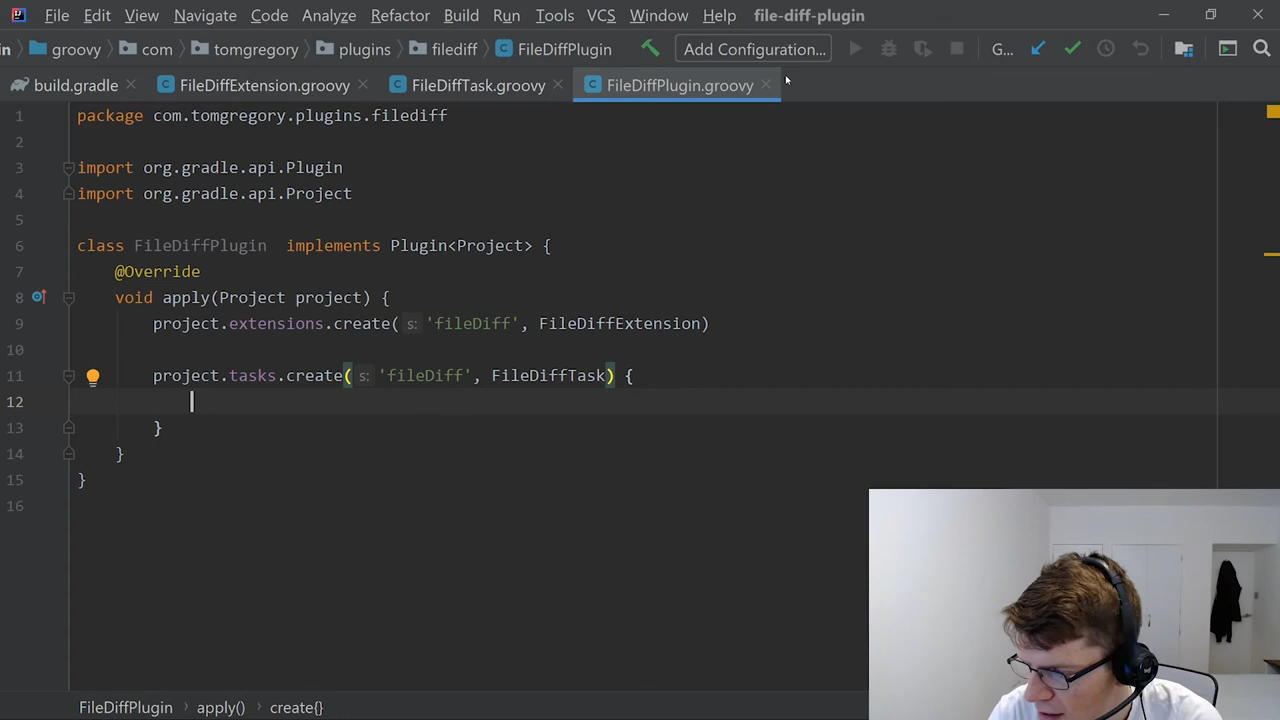 File Edit View Navigate Code Analyze Refactor Build Run Tools VCS Window Help file-diff-plugin
in groovy com tomgregory plugins filediff FileDiffPlugin Add Configuration... G...
build.gradle FileDiffExtension.groovy FileDiffTask.groovy FileDiffPlugin.groovy
1 package com.tomgregory.plugins.filediff
2
3 import org.gradle.api.Plugin
4 import org.gradle.api.Project
5
6 class FileDiffPlugin  implements Plugin<Project> {
7 @Override
8 void apply(Project project) {
9 project.extensions.create( s: 'fileDiff', FileDiffExtension)
10
11 project.tasks.create( s: 'fileDiff', FileDiffTask) {
12
13 }
14 }
15 }
16
FileDiffPlugin apply() create{}